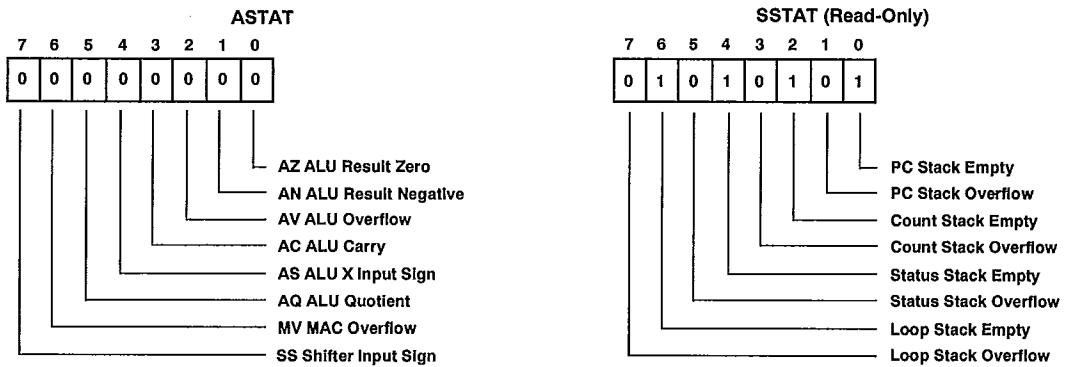 ASTAT
7 6 5 4 3 2 1 0
0 0 0 0 0 0 0 0
AZ ALU Result Zero
AN ALU Result Negative
AV ALU Overflow
AC ALU Carry
AS ALU X Input Sign
AQ ALU Quotient
MV MAC Overflow
SS Shifter Input Sign
SSTAT (Read-Only)
7 6 5 4 3 2 1 0
0 1 0 1 0 1 0 1
PC Stack Empty
PC Stack Overflow
Count Stack Empty
Count Stack Overflow
Status Stack Empty
Status Stack Overflow
Loop Stack Empty
Loop Stack Overflow